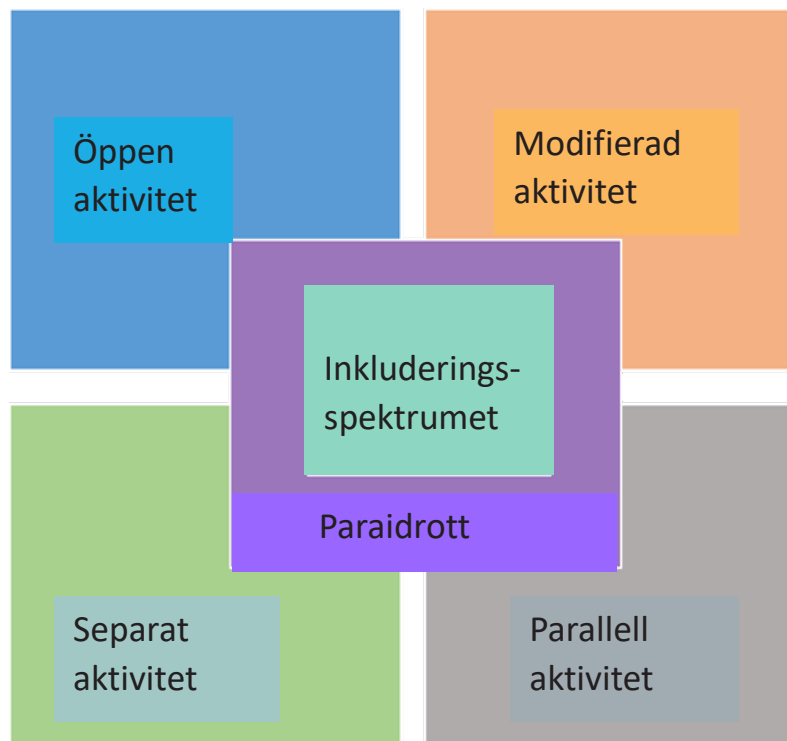 Öppen
aktivitet
Modifierad
aktivitet
Inkluderings-
spektrumet
Paraidrott
Separat
aktivitet
Parallell
aktivitet